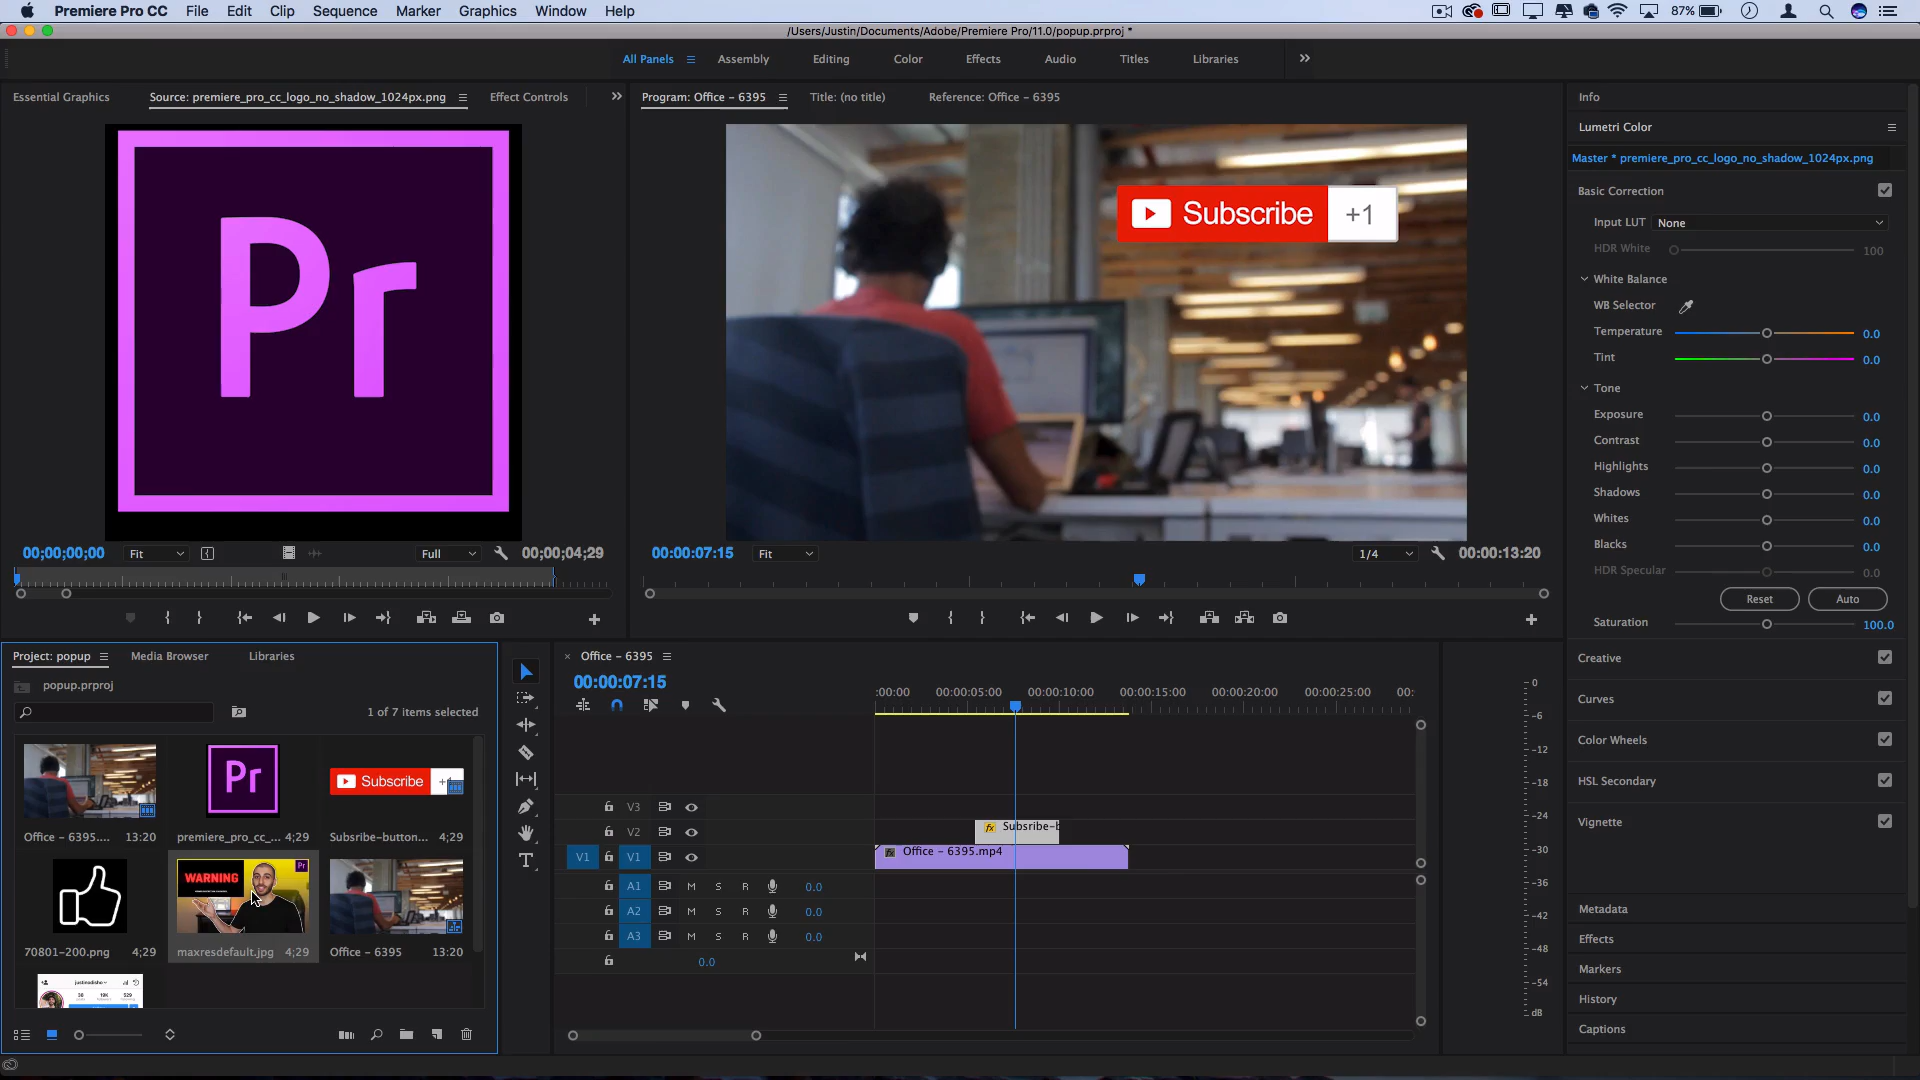 Premiere Pro CC File Edit Clip Sequence Marker Graphics Window Help 87%
/Users/Justin/Documents/Adobe/Premiere Pro/11.0/popup.prproj *
All Panels Assembly Editing Color Effects Audio Titles Libraries
Essential Graphics Source: premiere_pro_cc_logo_no_shadow_1024px.png Effect Controls
Pr
00;00;00;00 Fit Full 00;00;04;29
Program: Office - 6395 Title: (no title) Reference: Office - 6395
Subscribe +1
00:00:07:15 Fit 1/4 00:00:13:20
Info
Lumetri Color
Master * premiere_pro_cc_logo_no_shadow_1024px.png
Basic Correction
Input LUT None
HDR White 100
White Balance
WB Selector
Temperature 0.0
Tint 0.0
Tone
Exposure 0.0
Contrast 0.0
Highlights 0.0
Shadows 0.0
Whites 0.0
Blacks 0.0
HDR Specular 0.0
Reset Auto
Saturation 100.0
Creative
Curves
Color Wheels
HSL Secondary
Vignette
Metadata
Effects
Markers
History
Captions
Project: popup Media Browser Libraries
popup.prproj
1 of 7 items selected
Pr
Subscribe
Office - 6395.... 13:20
premiere_pro_cc_... 4;29
Subsribe-button... 4;29
WARNING
Pr
70801-200.png 4;29
maxresdefault.jpg 4;29
Office - 6395 13:20
Office - 6395
00:00:07:15
:00:00 00:00:05:00 00:00:10:00 00:00:15:00 00:00:20:00 00:00:25:00 00:
V3
V2 Subsribe-b
V1 V1 Office - 6395.mp4
A1 M S R 0.0
A2 M S R 0.0
A3 M S R 0.0
0.0
0
-6
-12
-18
-24
-30
-36
-42
-48
-54
dB